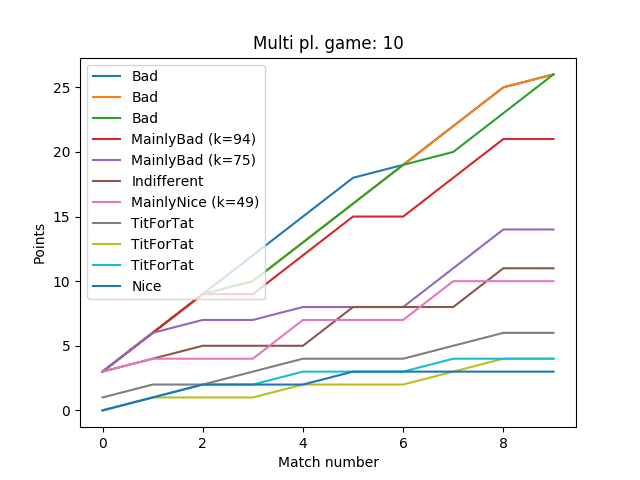 Multi pl. game: 10
Points
25
20
15
10
5
0
Bad
Bad
Bad
MainlyBad (k=94)
MainlyBad (k=75)
Indifferent
MainlyNice (k=49)
TitForTat
TitForTat
TitForTat
Nice
0 2 4 6 8
Match number